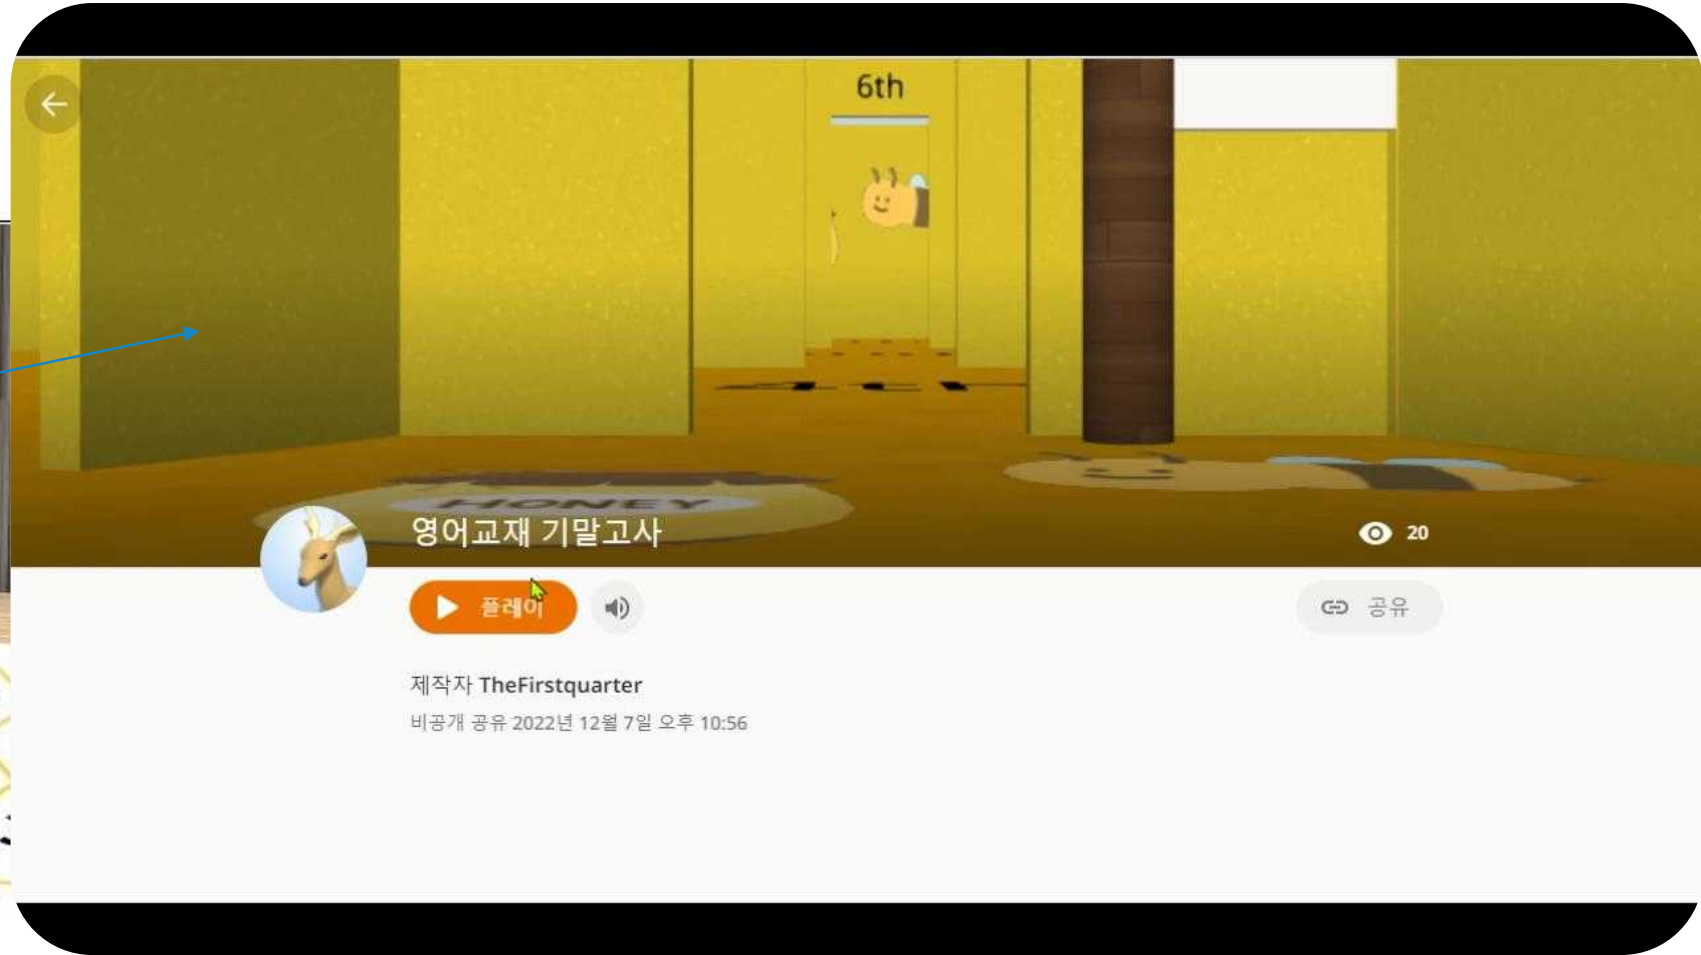 6th
HONEY
영어교재 기말고사
20
플레이
공유
제작자 TheFirstquarter
비공개 공유 2022년 12월 7일 오후 10:56